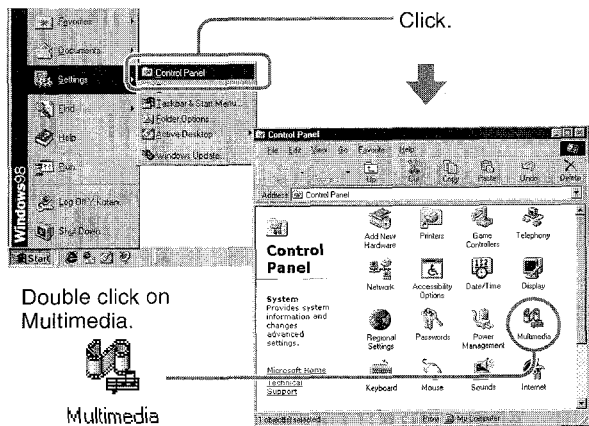 Favorites
Documents
Settings
Find
Help
Run
Log Off
Shut Down
Windows98
Start
Control Panel
Taskbar & Start Menu...
Folder Options...
Active Desktop
Windows Update...
Click.
Control Panel
File Edit View Go Favorite Help
Up Cut Copy Paste Undo Delete
Address Control Panel
Control
Panel
System
Provides system
information and
changes
advanced
settings.
Microsoft Home
Technical
Support
Add New
Hardware
Printers
Game
Controllers
Telephony
Network
Accessibility
Options
Date/Time
Display
Regional
Settings
Passwords
Power
Management
Multimedia
Keyboard
Mouse
Sounds
Internet
1 object(s) selected
My Computer
Double click on
Multimedia.
Multimedia